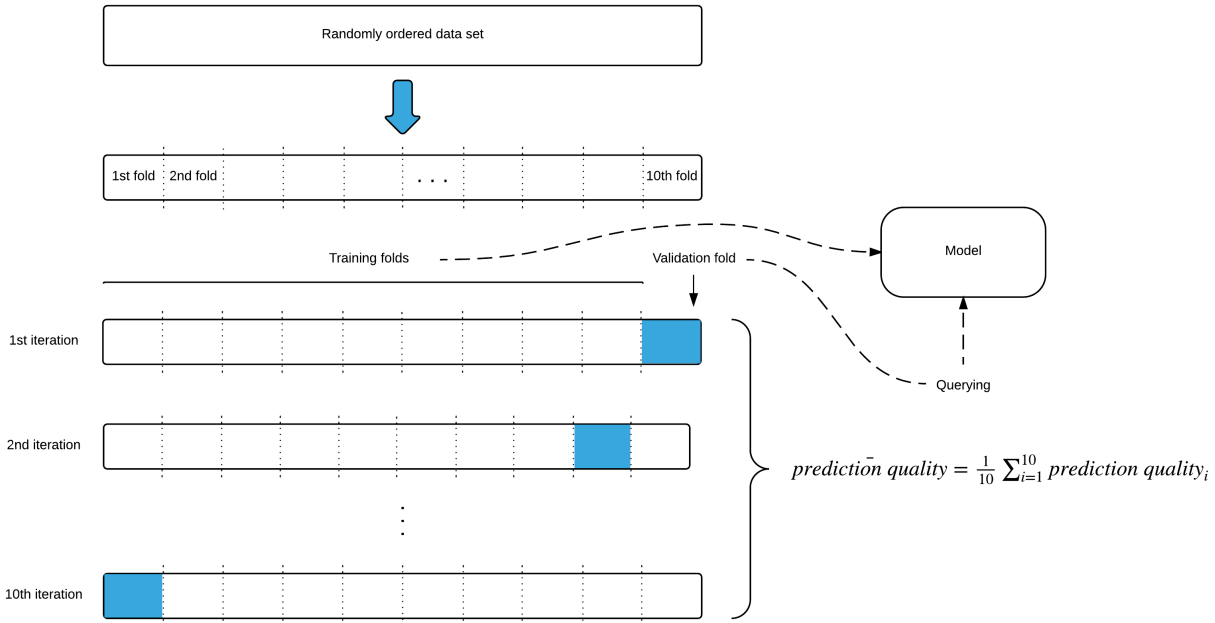 Randomly ordered data set
1st fold 2nd fold . . . 10th fold
Model
Training folds Validation fold
1st iteration
Querying
2nd iteration
prediction quality‾ = 1/10 ∑_{i=1}^{10} prediction quality_i
10th iteration